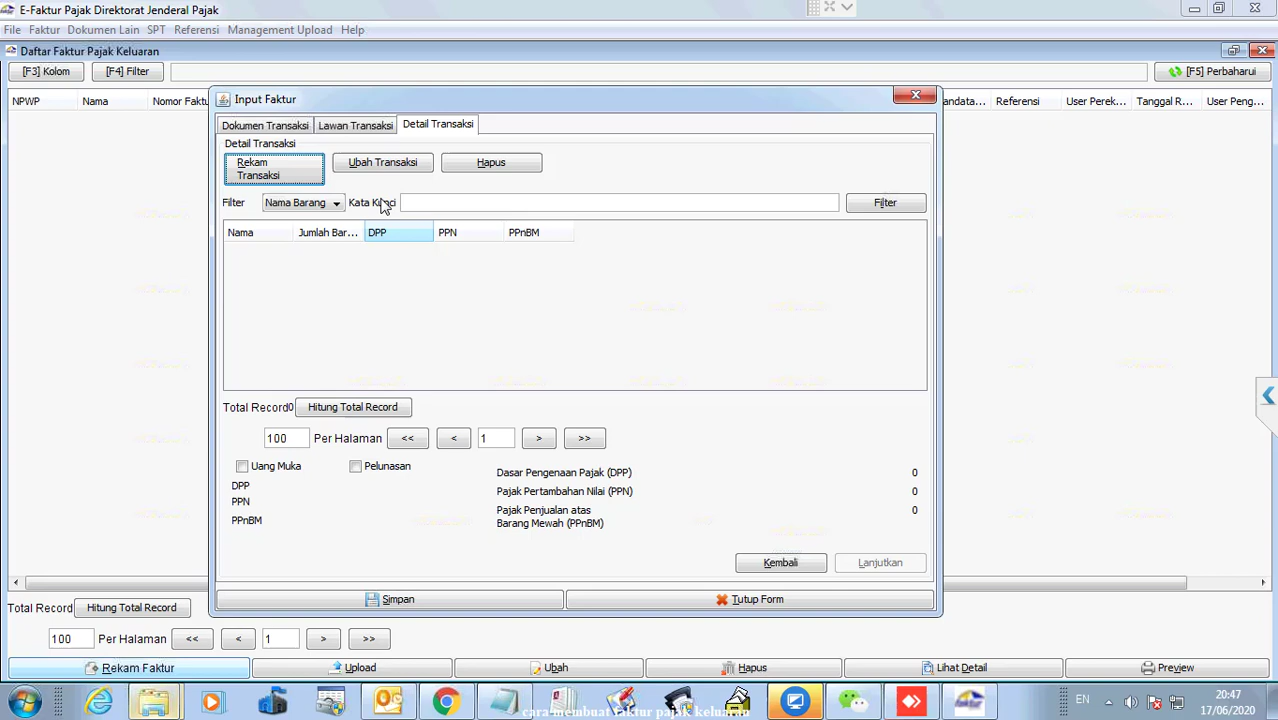 E-Faktur Pajak Direktorat Jenderal Pajak
File Faktur Dokumen Lain SPT Referensi Management Upload Help
Daftar Faktur Pajak Keluaran
[F3] Kolom [F4] Filter [F5] Perbaharui
NPWP Nama Nomor Faktu Referensi User Perek... Tanggal R... User Peng...
Input Faktur
Dokumen Transaksi Lawan Transaksi Detail Transaksi
Detail Transaksi
Rekam Transaksi Ubah Transaksi Hapus
Filter Nama Barang Kata Kunci Filter
Nama Jumlah Bar... DPP PPN PPnBM
Total Record0 Hitung Total Record
100 Per Halaman << < 1 > >>
Uang Muka Pelunasan
DPP
PPN
PPnBM
Dasar Pengenaan Pajak (DPP) 0
Pajak Pertambahan Nilai (PPN) 0
Pajak Penjualan atas 0
Barang Mewah (PPnBM)
Kembali Lanjutkan
Simpan Tutup Form
Total Record Hitung Total Record
100 Per Halaman << < 1 > >>
Rekam Faktur Upload Ubah Hapus Lihat Detail Preview
EN 20:47
17/06/2020
cara membuat faktur pajak keluaran